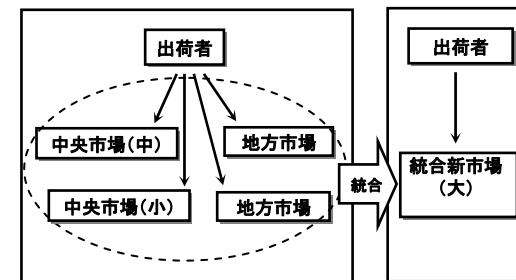 出荷者
中央市場（中）
地方市場
中央市場（小）
地方市場
統合
出荷者
統合新市場
（大）